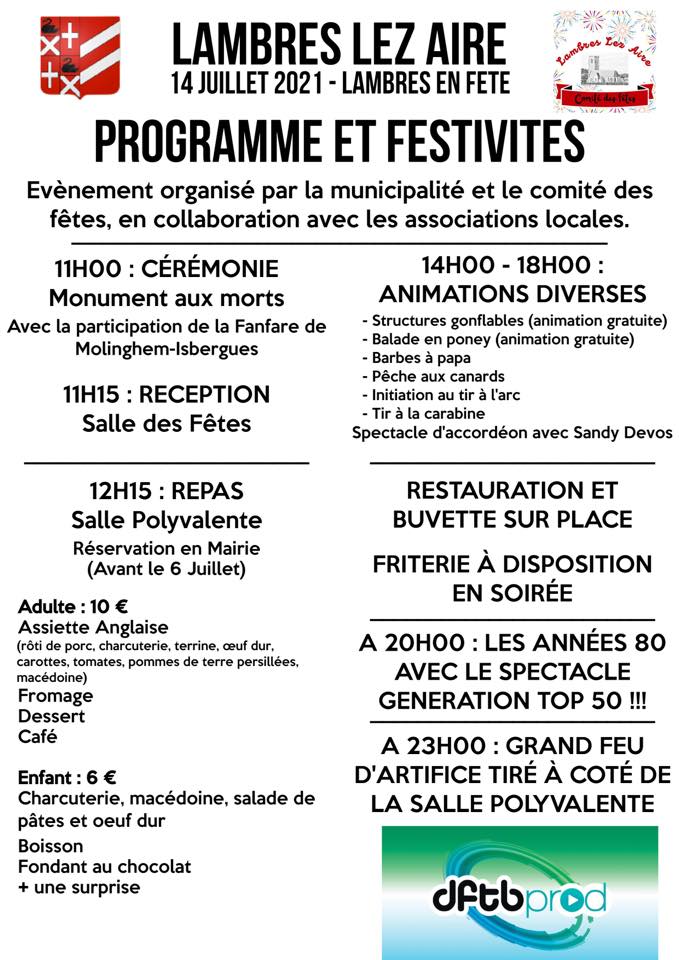 LAMBRES LEZ AIRE
14 JUILLET 2021 - LAMBRES EN FETE
Lambres Lez Aire
Comité des fêtes
PROGRAMME ET FESTIVITES
Evènement organisé par la municipalité et le comité des
fêtes, en collaboration avec les associations locales.
11H00 : CÉRÉMONIE
Monument aux morts
Avec la participation de la Fanfare de
Molinghem-Isbergues
11H15 : RECEPTION
Salle des Fêtes
14H00 - 18H00 :
ANIMATIONS DIVERSES
- Structures gonflables (animation gratuite)
- Balade en poney (animation gratuite)
- Barbes à papa
- Pêche aux canards
- Initiation au tir à l'arc
- Tir à la carabine
Spectacle d'accordéon avec Sandy Devos
12H15 : REPAS
Salle Polyvalente
Réservation en Mairie
(Avant le 6 Juillet)
Adulte : 10 €
Assiette Anglaise
(rôti de porc, charcuterie, terrine, œuf dur,
carottes, tomates, pommes de terre persillées,
macédoine)
Fromage
Dessert
Café
Enfant : 6 €
Charcuterie, macédoine, salade de
pâtes et oeuf dur
Boisson
Fondant au chocolat
+ une surprise
RESTAURATION ET
BUVETTE SUR PLACE
FRITERIE À DISPOSITION
EN SOIRÉE
A 20H00 : LES ANNÉES 80
AVEC LE SPECTACLE
GENERATION TOP 50 !!!
A 23H00 : GRAND FEU
D'ARTIFICE TIRÉ À COTÉ DE
LA SALLE POLYVALENTE
dftbprod